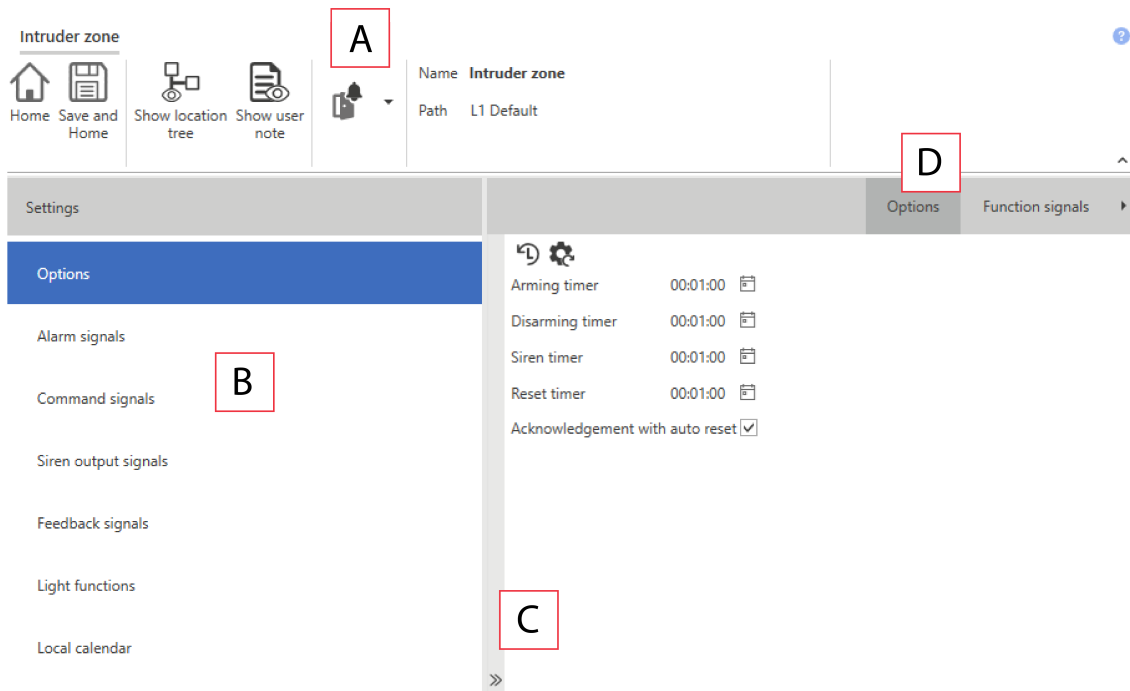 Intruder zone
A
?
Home
Save and
Home
Show location
tree
Show user
note
Name Intruder zone
Path L1 Default
D
Settings
Options Function signals
Options
Alarm signals
Command signals
Siren output signals
Feedback signals
Light functions
Local calendar
B
Arming timer 00:01:00
Disarming timer 00:01:00
Siren timer 00:01:00
Reset timer 00:01:00
Acknowledgement with auto reset
C